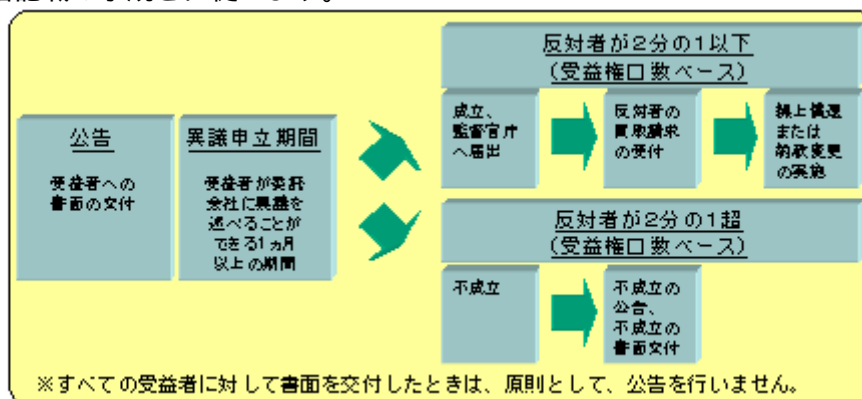 反対者が2分の1以下
(受益権口数ベース)
公告
受益者への
書面の交付
異議申立期間
受益者が委託
会社に異議を
述べることが
できる1ヵ月
以上の期間
成立、
監督官庁
へ届出
反対者の
買取請求
の受付
繰上償還
または
約款変更
の実施
反対者が2分の1超
(受益権口数ベース)
不成立
不成立の
公告、
不成立の
書面交付
※すべての受益者に対して書面を交付したときは、原則として、公告を行いません。